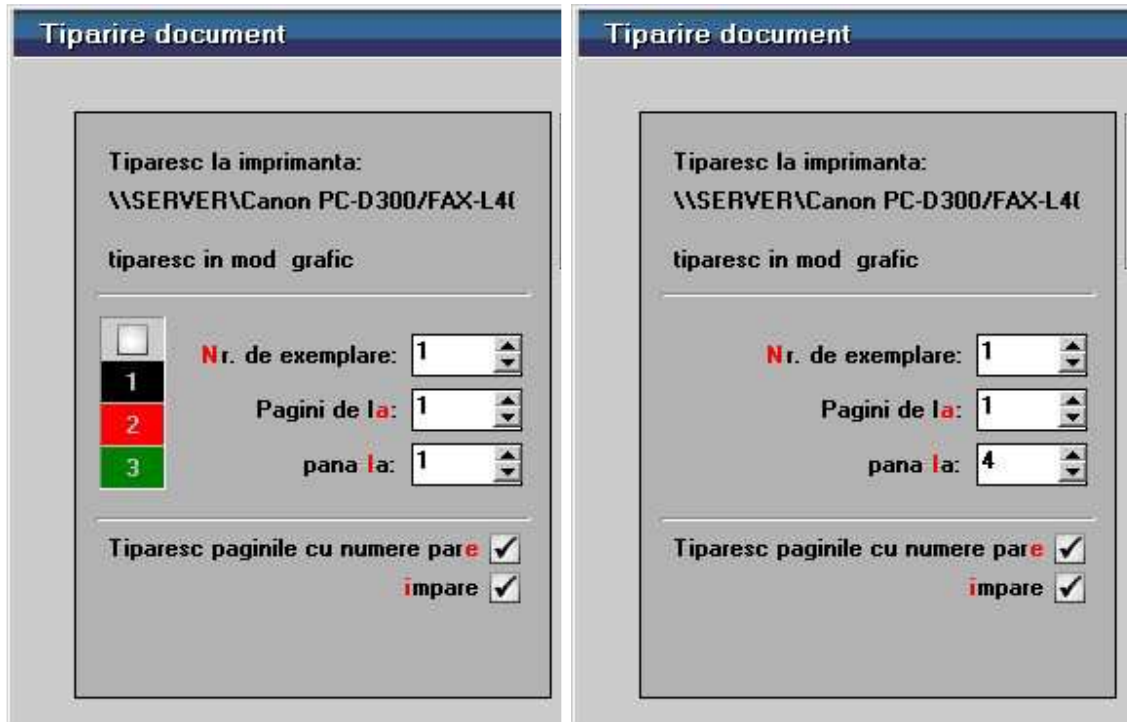 Tiparire document
Tiparesc la imprimanta:
\\SERVER\Canon PC-D300/FAX-L4(
tiparesc in mod grafic
1
2
3
Nr. de exemplare: 1
Pagini de la: 1
pana la: 1
Tiparesc paginile cu numere pare
impare
Tiparire document
Tiparesc la imprimanta:
\\SERVER\Canon PC-D300/FAX-L4(
tiparesc in mod grafic
Nr. de exemplare: 1
Pagini de la: 1
pana la: 4
Tiparesc paginile cu numere pare
impare